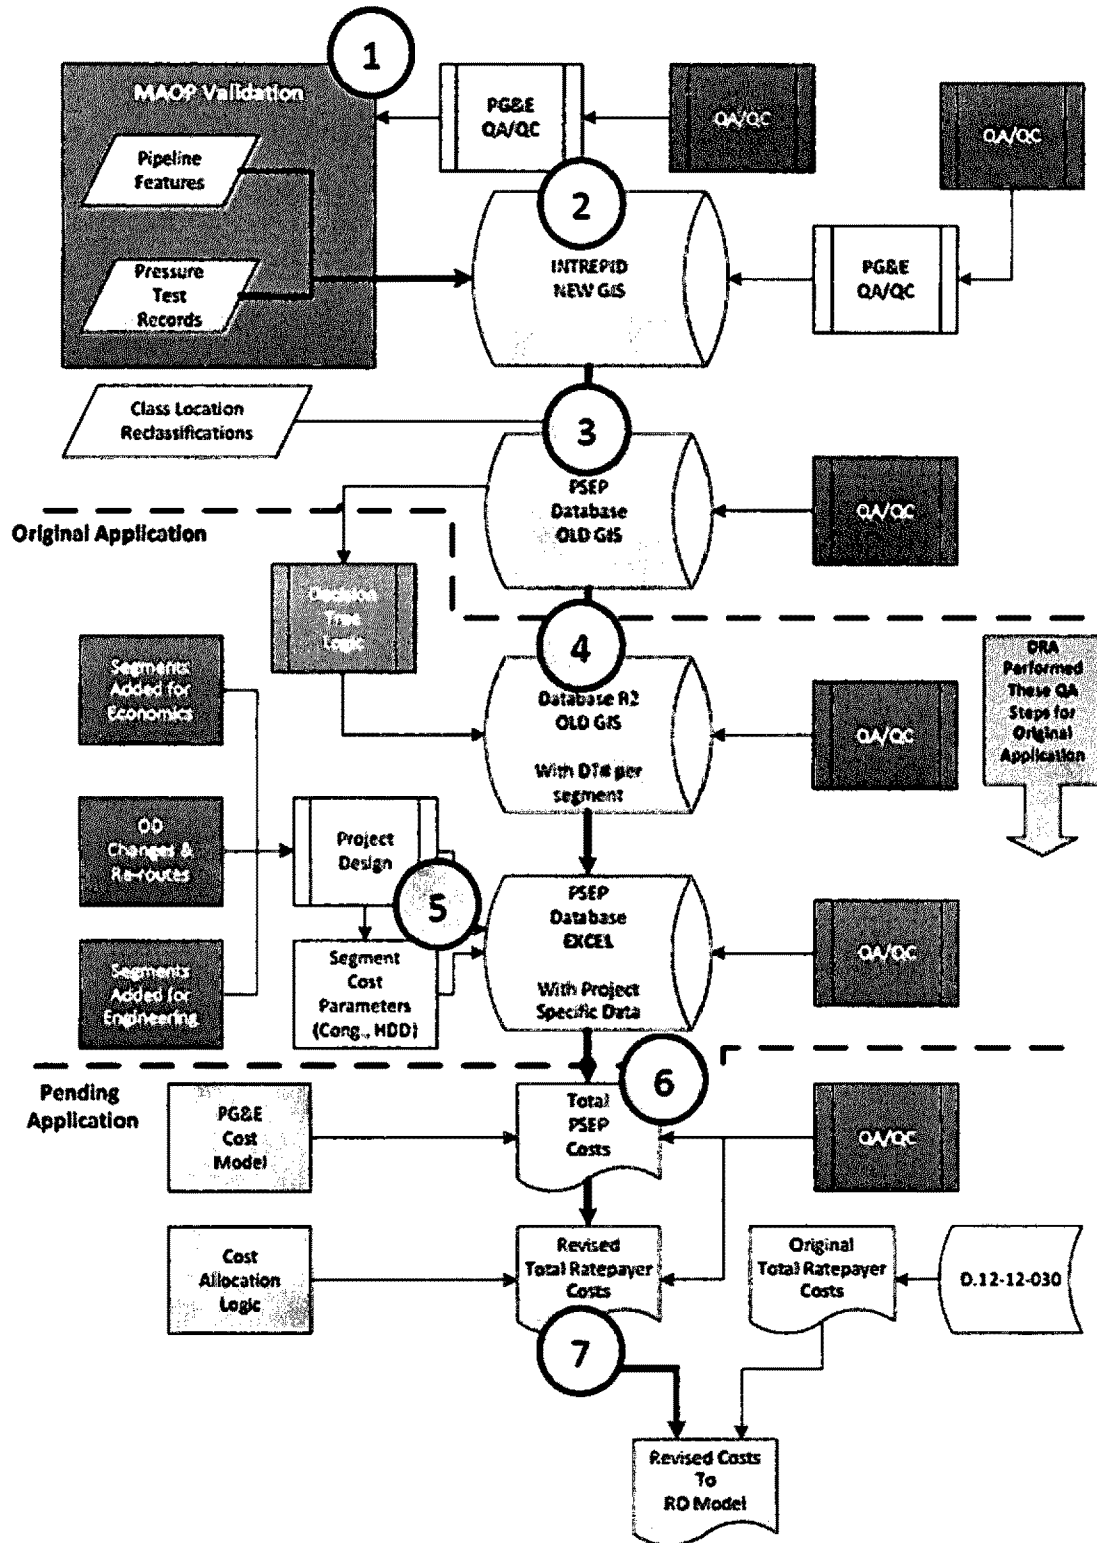 1
MAOP Validation
Pipeline
Features
Pressure
Test
Records
PG&E
QA/QC
QA/QC
QA/QC
2
INTREPID
NEW GIS
PG&E
QA/QC
Class Location
Reclassifications
3
PSEP
Database
OLD GIS
QA/QC
Original Application
Decision
Tree
Logic
4
Database R2
OLD GIS
With DT# per
segment
QA/QC
DRA
Performed
These QA
Steps for
Original
Application
Segments
Added for
Economics
OD
Changes &
Re-routes
Segments
Added for
Engineering
Project
Design
5
Segment
Cost
Parameters
(Cong., HDD)
PSEP
Database
EXCEL
With Project
Specific Data
QA/QC
Pending
Application
6
PG&E
Cost
Model
Total
PSEP
Costs
QA/QC
Cost
Allocation
Logic
Revised
Total Ratepayer
Costs
Original
Total Ratepayer
Costs
D.12-12-030
7
Revised Costs
To
RO Model